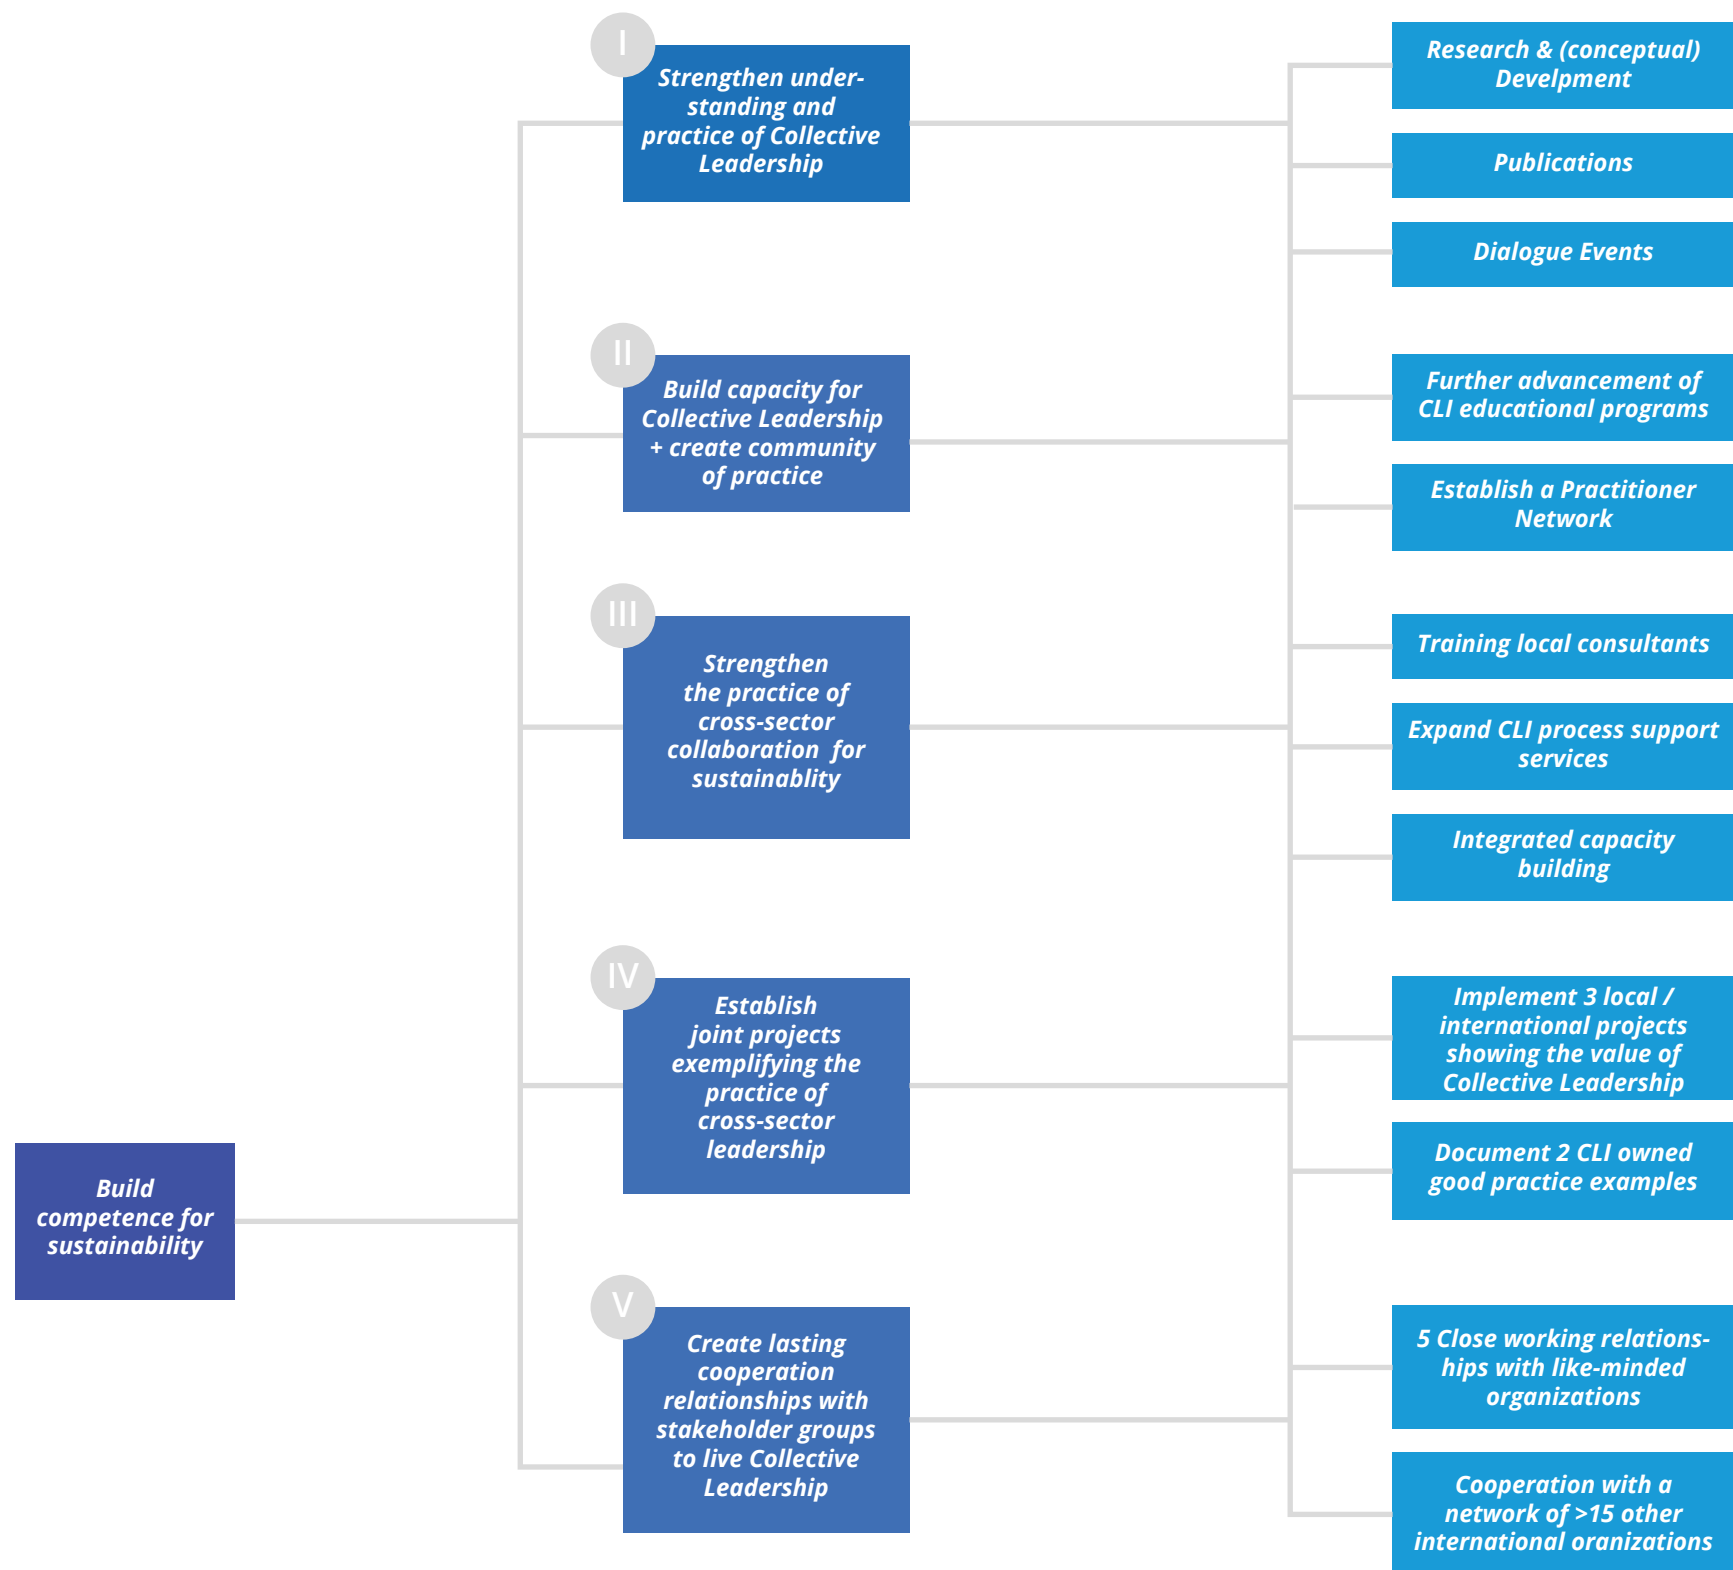 Build
competence for
sustainability
I
Strengthen under-
standing and
practice of Collective
Leadership
II
Build capacity for
Collective Leadership
+ create community
of practice
III
Strengthen
the practice of
cross-sector
collaboration for
sustainablity
IV
Establish
joint projects
exemplifying the
practice of
cross-sector
leadership
V
Create lasting
cooperation
relationships with
stakeholder groups
to live Collective
Leadership
Research & (conceptual)
Develpment
Publications
Dialogue Events
Further advancement of
CLI educational programs
Establish a Practitioner
Network
Training local consultants
Expand CLI process support
services
Integrated capacity
building
Implement 3 local /
international projects
showing the value of
Collective Leadership
Document 2 CLI owned
good practice examples
5 Close working relations-
hips with like-minded
organizations
Cooperation with a
network of >15 other
international oranizations